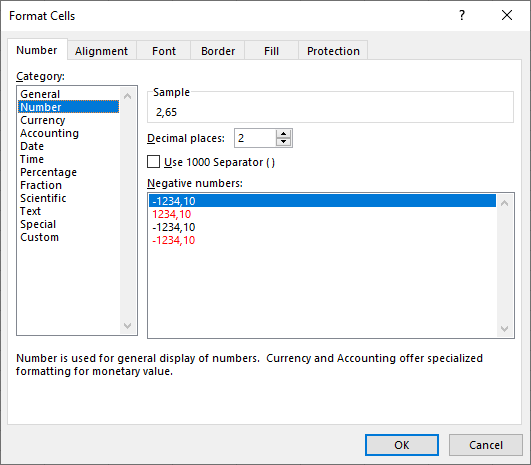 Format Cells
?
Number Alignment Font Border Fill Protection
Category:
General
Number
Currency
Accounting
Date
Time
Percentage
Fraction
Scientific
Text
Special
Custom
Sample
2,65
Decimal places: 2
Use 1000 Separator ( )
Negative numbers:
-1234,10
1234,10
-1234,10
-1234,10
Number is used for general display of numbers. Currency and Accounting offer specialized
formatting for monetary value.
OK Cancel